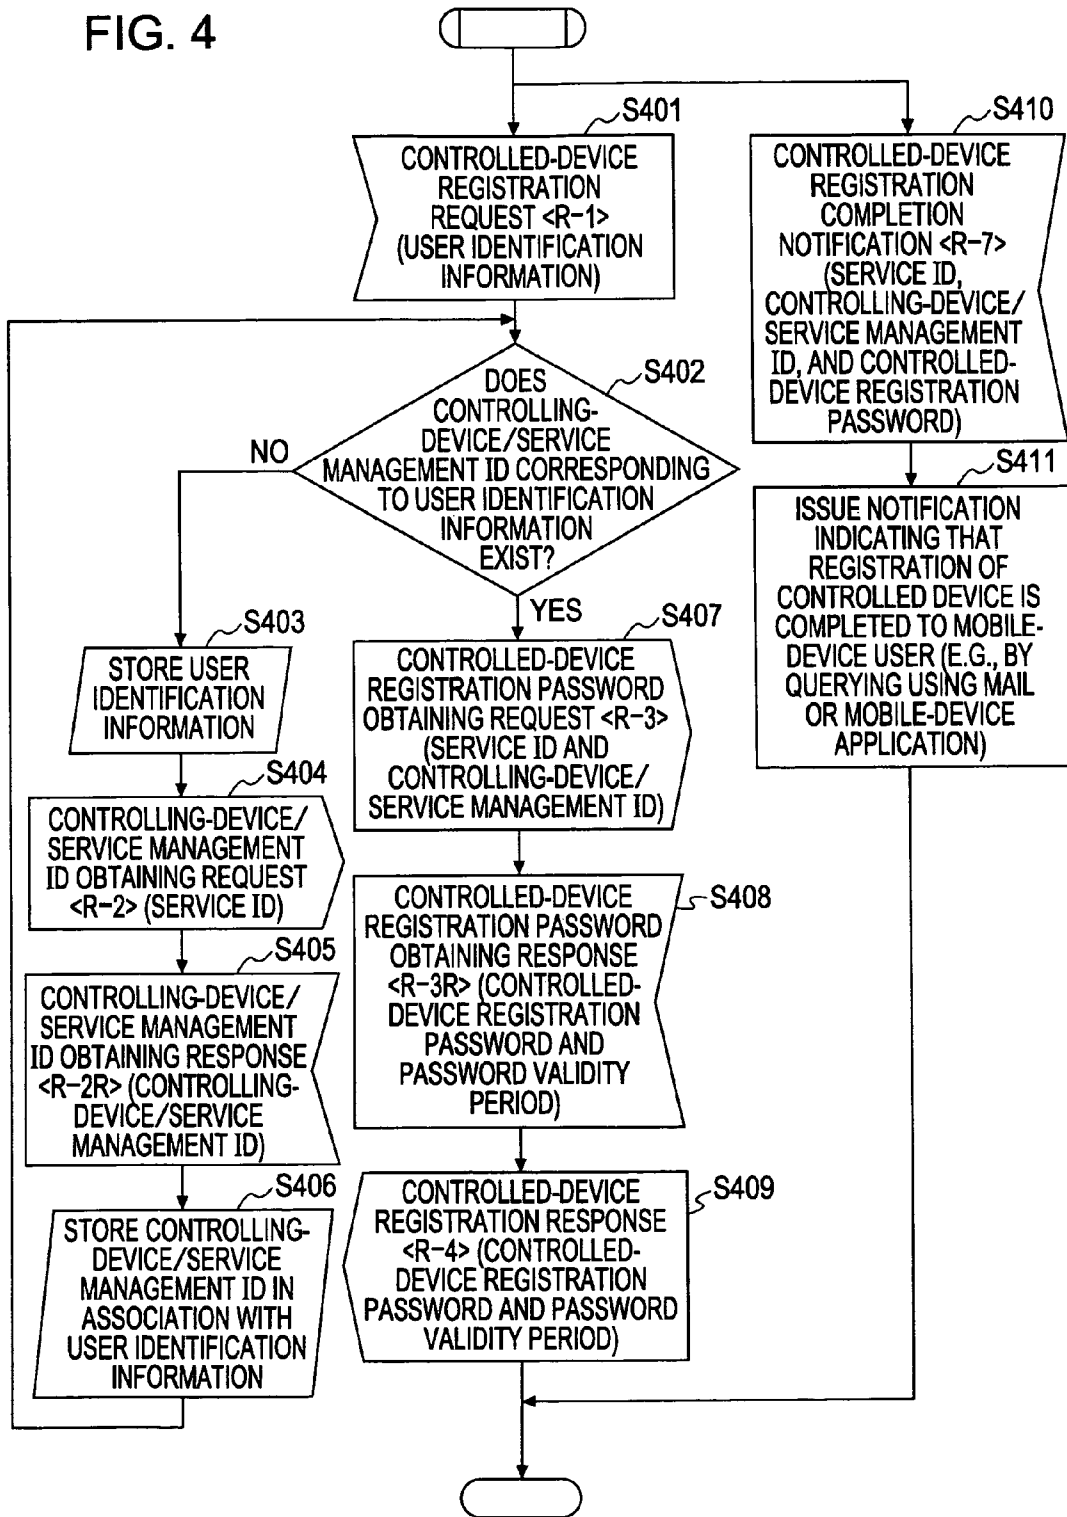 FIG. 4
S401
CONTROLLED-DEVICE
REGISTRATION
REQUEST <R-1>
(USER IDENTIFICATION
INFORMATION)
S402
DOES
CONTROLLING-
DEVICE/SERVICE
MANAGEMENT ID CORRESPONDING
TO USER IDENTIFICATION
INFORMATION
EXIST?
NO
YES
S403
STORE USER
IDENTIFICATION
INFORMATION
S404
CONTROLLING-DEVICE/
SERVICE MANAGEMENT
ID OBTAINING REQUEST
<R-2> (SERVICE ID)
S405
CONTROLLING-DEVICE/
SERVICE MANAGEMENT
ID OBTAINING RESPONSE
<R-2R> (CONTROLLING-
DEVICE/SERVICE
MANAGEMENT ID)
S406
STORE CONTROLLING-
DEVICE/SERVICE
MANAGEMENT ID IN
ASSOCIATION WITH
USER IDENTIFICATION
INFORMATION
S407
CONTROLLED-DEVICE
REGISTRATION PASSWORD
OBTAINING REQUEST <R-3>
(SERVICE ID AND
CONTROLLING-DEVICE/
SERVICE MANAGEMENT ID)
S408
CONTROLLED-DEVICE
REGISTRATION PASSWORD
OBTAINING RESPONSE
<R-3R> (CONTROLLED-
DEVICE REGISTRATION
PASSWORD AND
PASSWORD VALIDITY
PERIOD)
S409
CONTROLLED-DEVICE
REGISTRATION RESPONSE
<R-4> (CONTROLLED-
DEVICE REGISTRATION
PASSWORD AND PASSWORD
VALIDITY PERIOD)
S410
CONTROLLED-DEVICE
REGISTRATION
COMPLETION
NOTIFICATION <R-7>
(SERVICE ID,
CONTROLLING-DEVICE/
SERVICE MANAGEMENT
ID, AND CONTROLLED-
DEVICE REGISTRATION
PASSWORD)
S411
ISSUE NOTIFICATION
INDICATING THAT
REGISTRATION OF
CONTROLLED DEVICE IS
COMPLETED TO MOBILE-
DEVICE USER (E.G., BY
QUERYING USING MAIL
OR MOBILE-DEVICE
APPLICATION)